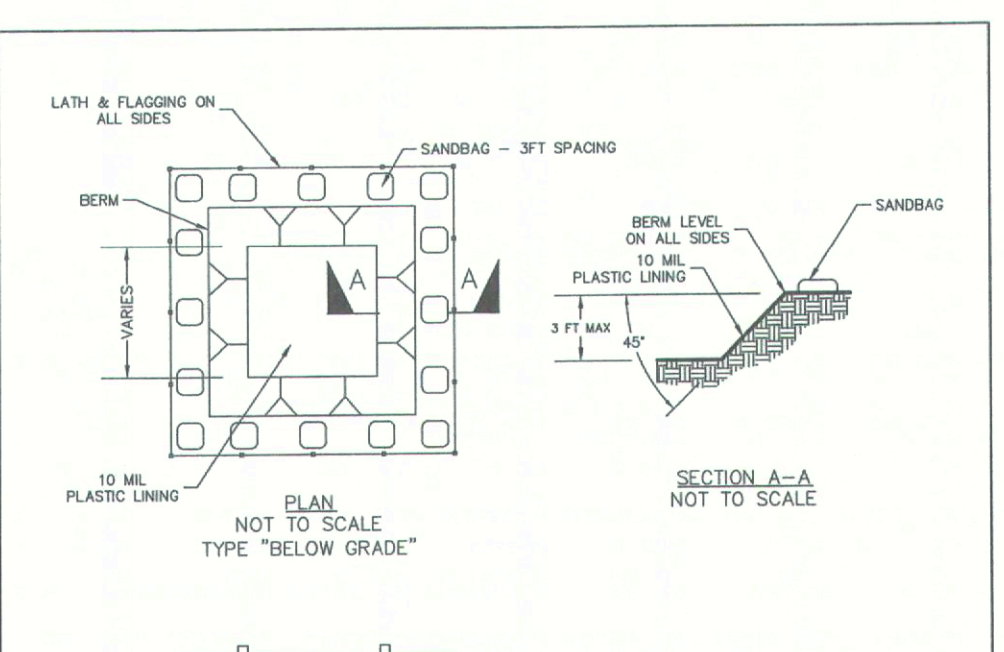 LATH & FLAGGING ON
ALL SIDES
SANDBAG - 3FT SPACING
BERM
A
A
VARIES
10 MIL
PLASTIC LINING
PLAN
NOT TO SCALE
TYPE "BELOW GRADE"
SANDBAG
BERM LEVEL
ON ALL SIDES
10 MIL
PLASTIC LINING
3 FT MAX
45°
SECTION A-A
NOT TO SCALE